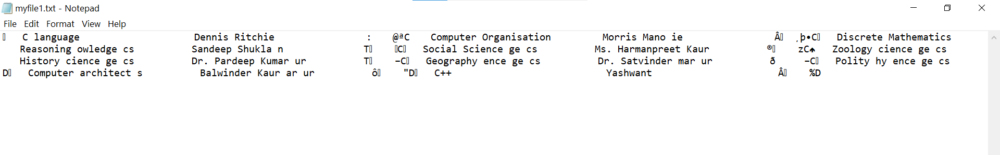 myfile1.txt - Notepad
File Edit Format View Help
C language Dennis Ritchie : @ªC Computer Organisation Morris Mano ie Â ¸þ•C Discrete Mathematics
Reasoning owledge cs Sandeep Shukla n T C Social Science ge cs Ms. Harmanpreet Kaur ® zC♠ Zoology cience ge cs
History cience ge cs Dr. Pardeep Kumar ur T –C Geography ence ge cs Dr. Satvinder mar ur ð –C Polity hy ence ge cs
D Computer architect s Balwinder Kaur ar ur ô "D C++ Yashwant Â %D